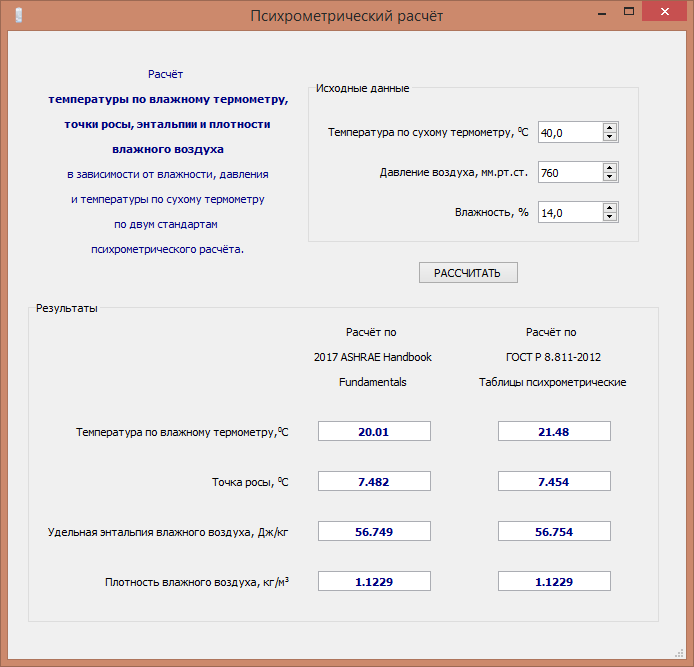 Психрометрический расчёт
Расчёт
температуры по влажному термометру,
точки росы, энтальпии и плотности
влажного воздуха
в зависимости от влажности, давления
и температуры по сухому термометру
по двум стандартам
психрометрического расчёта.
Исходные данные
Температура по сухому термометру, ⁰С 40,0
Давление воздуха, мм.рт.ст. 760
Влажность, % 14,0
РАССЧИТАТЬ
Результаты
Расчёт по
2017 ASHRAE Handbook
Fundamentals
Расчёт по
ГОСТ Р 8.811-2012
Таблицы психрометрические
Температура по влажному термометру,⁰С 20.01 21.48
Точка росы, ⁰С 7.482 7.454
Удельная энтальпия влажного воздуха, Дж/кг 56.749 56.754
Плотность влажного воздуха, кг/м³ 1.1229 1.1229